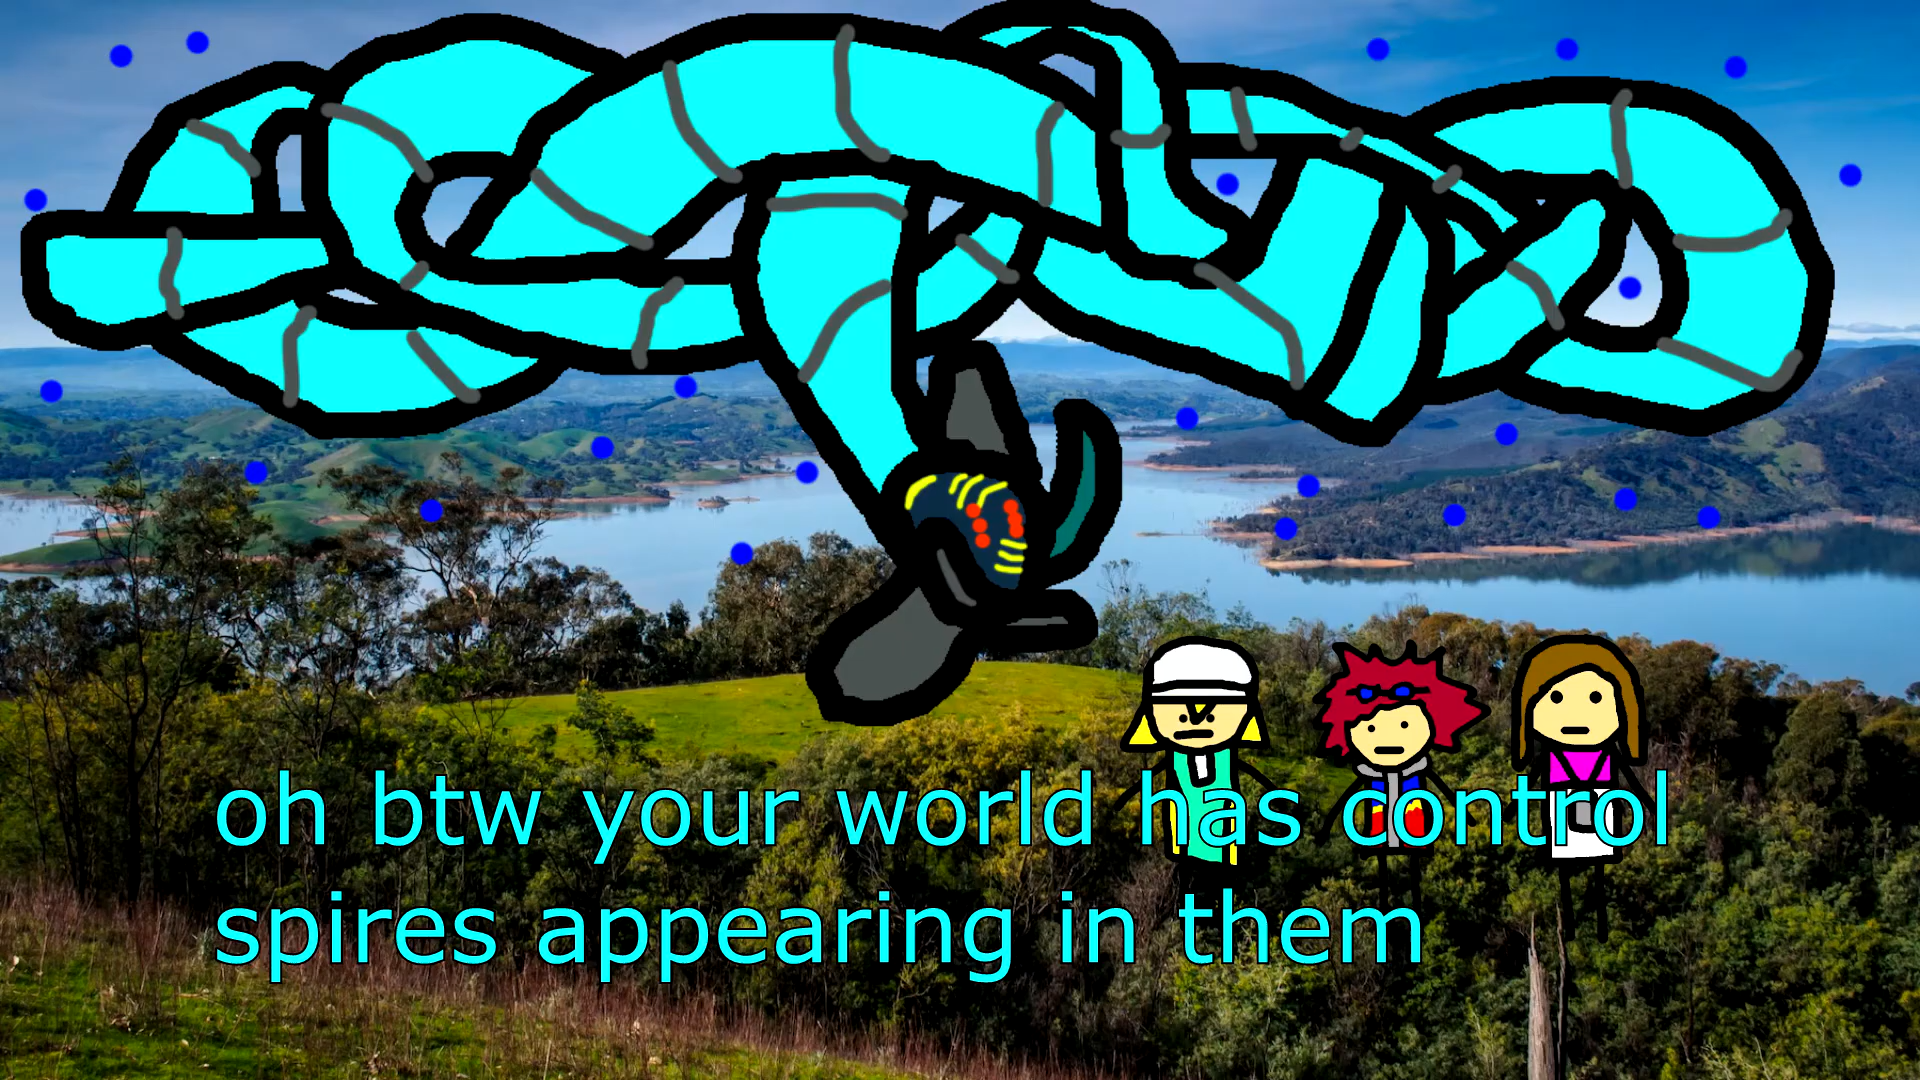 oh btw your world has control
spires appearing in them